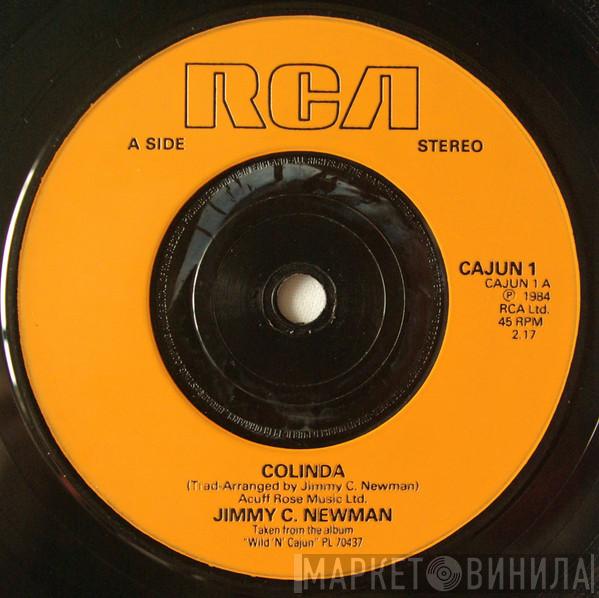 RCA
A SIDE
STEREO
CAJUN 1
CAJUN 1 A
Ⓟ 1984
RCA Ltd.
45 RPM
2.17
COLINDA
(Trad-Arranged by Jimmy C. Newman)
Acuff Rose Music Ltd.
JIMMY C. NEWMAN
Taken from the album
"Wild 'N' Cajun" PL 70437
МАРКЕТ ВИНИЛА